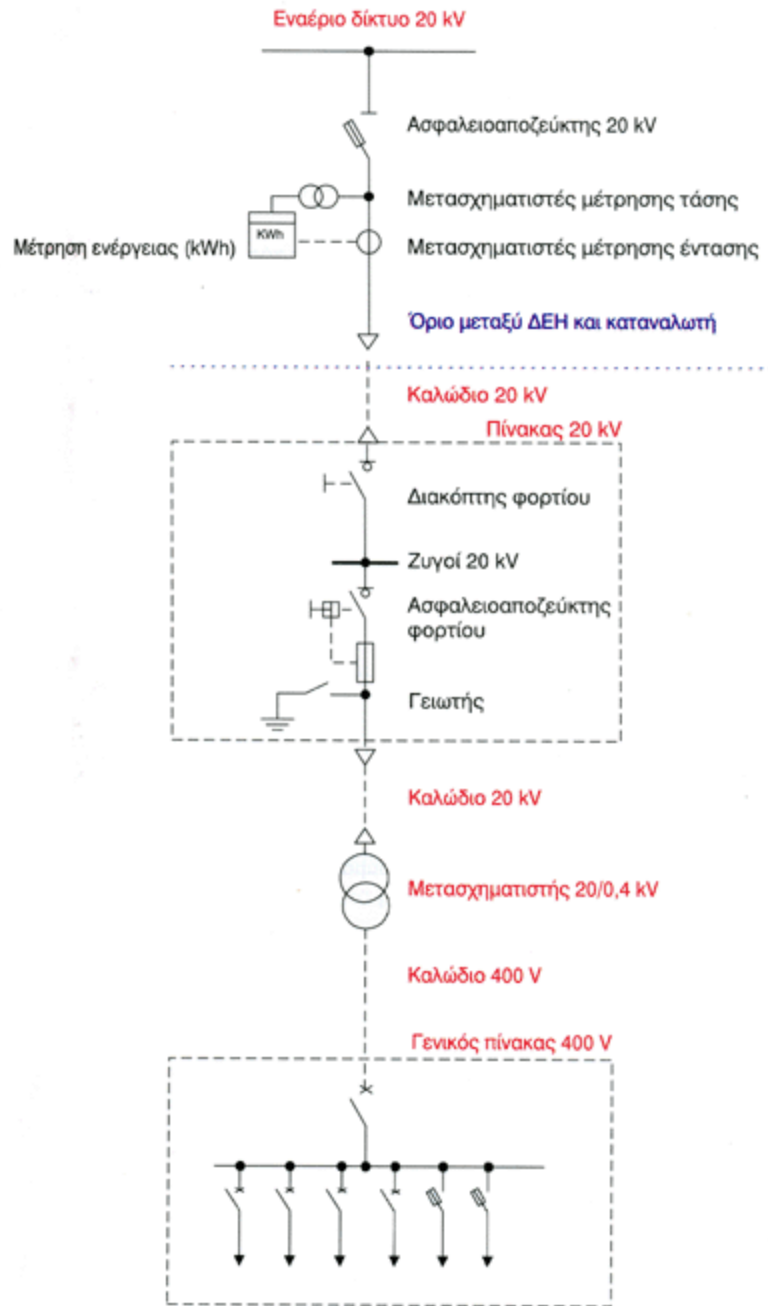 Εναέριο δίκτυο 20 kV
Ασφαλειοαποζεύκτης 20 kV
Μετασχηματιστές μέτρησης τάσης
KWh
Μέτρηση ενέργειας (kWh)
Μετασχηματιστές μέτρησης έντασης
Όριο μεταξύ ΔΕΗ και καταναλωτή
Καλώδιο 20 kV
Πίνακας 20 kV
Διακόπτης φορτίου
Ζυγοί 20 kV
Ασφαλειοαποζεύκτης
φορτίου
Γειωτής
Καλώδιο 20 kV
Μετασχηματιστής 20/0,4 kV
Καλώδιο 400 V
Γενικός πίνακας 400 V